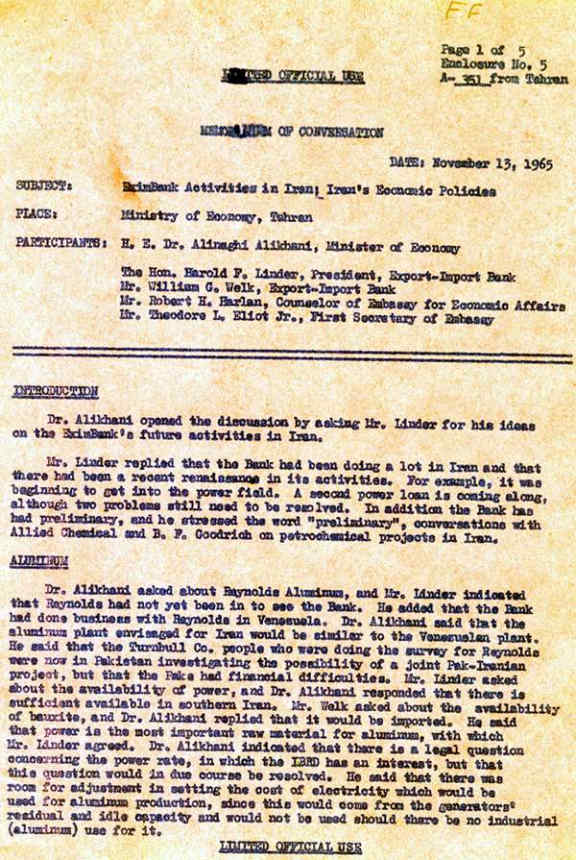 FF
Page 1 of 5
Enclosure No. 5
A- 351 from Tehran
LIMITED OFFICIAL USE
MEMORANDUM OF CONVERSATION
DATE: November 13, 1965
SUBJECT: EximBank Activities in Iran; Iran's Economic Policies
PLACE: Ministry of Economy, Tehran
PARTICIPANTS: H. E. Dr. Alinaghi Alikhani, Minister of Economy
The Hon. Harold F. Linder, President, Export-Import Bank
Mr. William G. Welk, Export-Import Bank
Mr. Robert H. Harlan, Counselor of Embassy for Economic Affairs
Mr. Theodore L. Eliot Jr., First Secretary of Embassy
INTRODUCTION
Dr. Alikhani opened the discussion by asking Mr. Linder for his ideas
on the EximBank's future activities in Iran.
Mr. Linder replied that the Bank had been doing a lot in Iran and that
there had been a recent renaissance in its activities. For example, it was
beginning to get into the power field. A second power loan is coming along,
although two problems still need to be resolved. In addition the Bank has
had preliminary, and he stressed the word "preliminary", conversations with
Allied Chemical and B. F. Goodrich on petrochemical projects in Iran.
ALUMINUM
Dr. Alikhani asked about Reynolds Aluminum, and Mr. Linder indicated
that Reynolds had not yet been in to see the Bank. He added that the Bank
had done business with Reynolds in Venezuela. Dr. Alikhani said that the
aluminum plant envisaged for Iran would be similar to the Venezuelan plant.
He said that the Turnbull Co. people who were doing the survey for Reynolds
were now in Pakistan investigating the possibility of a joint Pak-Iranian
project, but that the Paks had financial difficulties. Mr. Linder asked
about the availability of power, and Dr. Alikhani responded that there is
sufficient available in southern Iran. Mr. Welk asked about the availability
of bauxite, and Dr. Alikhani replied that it would be imported. He said
that power is the most important raw material for aluminum, with which
Mr. Linder agreed. Dr. Alikhani indicated that there is a legal question
concerning the power rate, in which the IBRD has an interest, but that
this question would in due course be resolved. He said that there was
room for adjustment in setting the cost of electricity which would be
used for aluminum production, since this would come from the generators'
residual and idle capacity and would not be used should there be no industrial
(aluminum) use for it.
LIMITED OFFICIAL USE